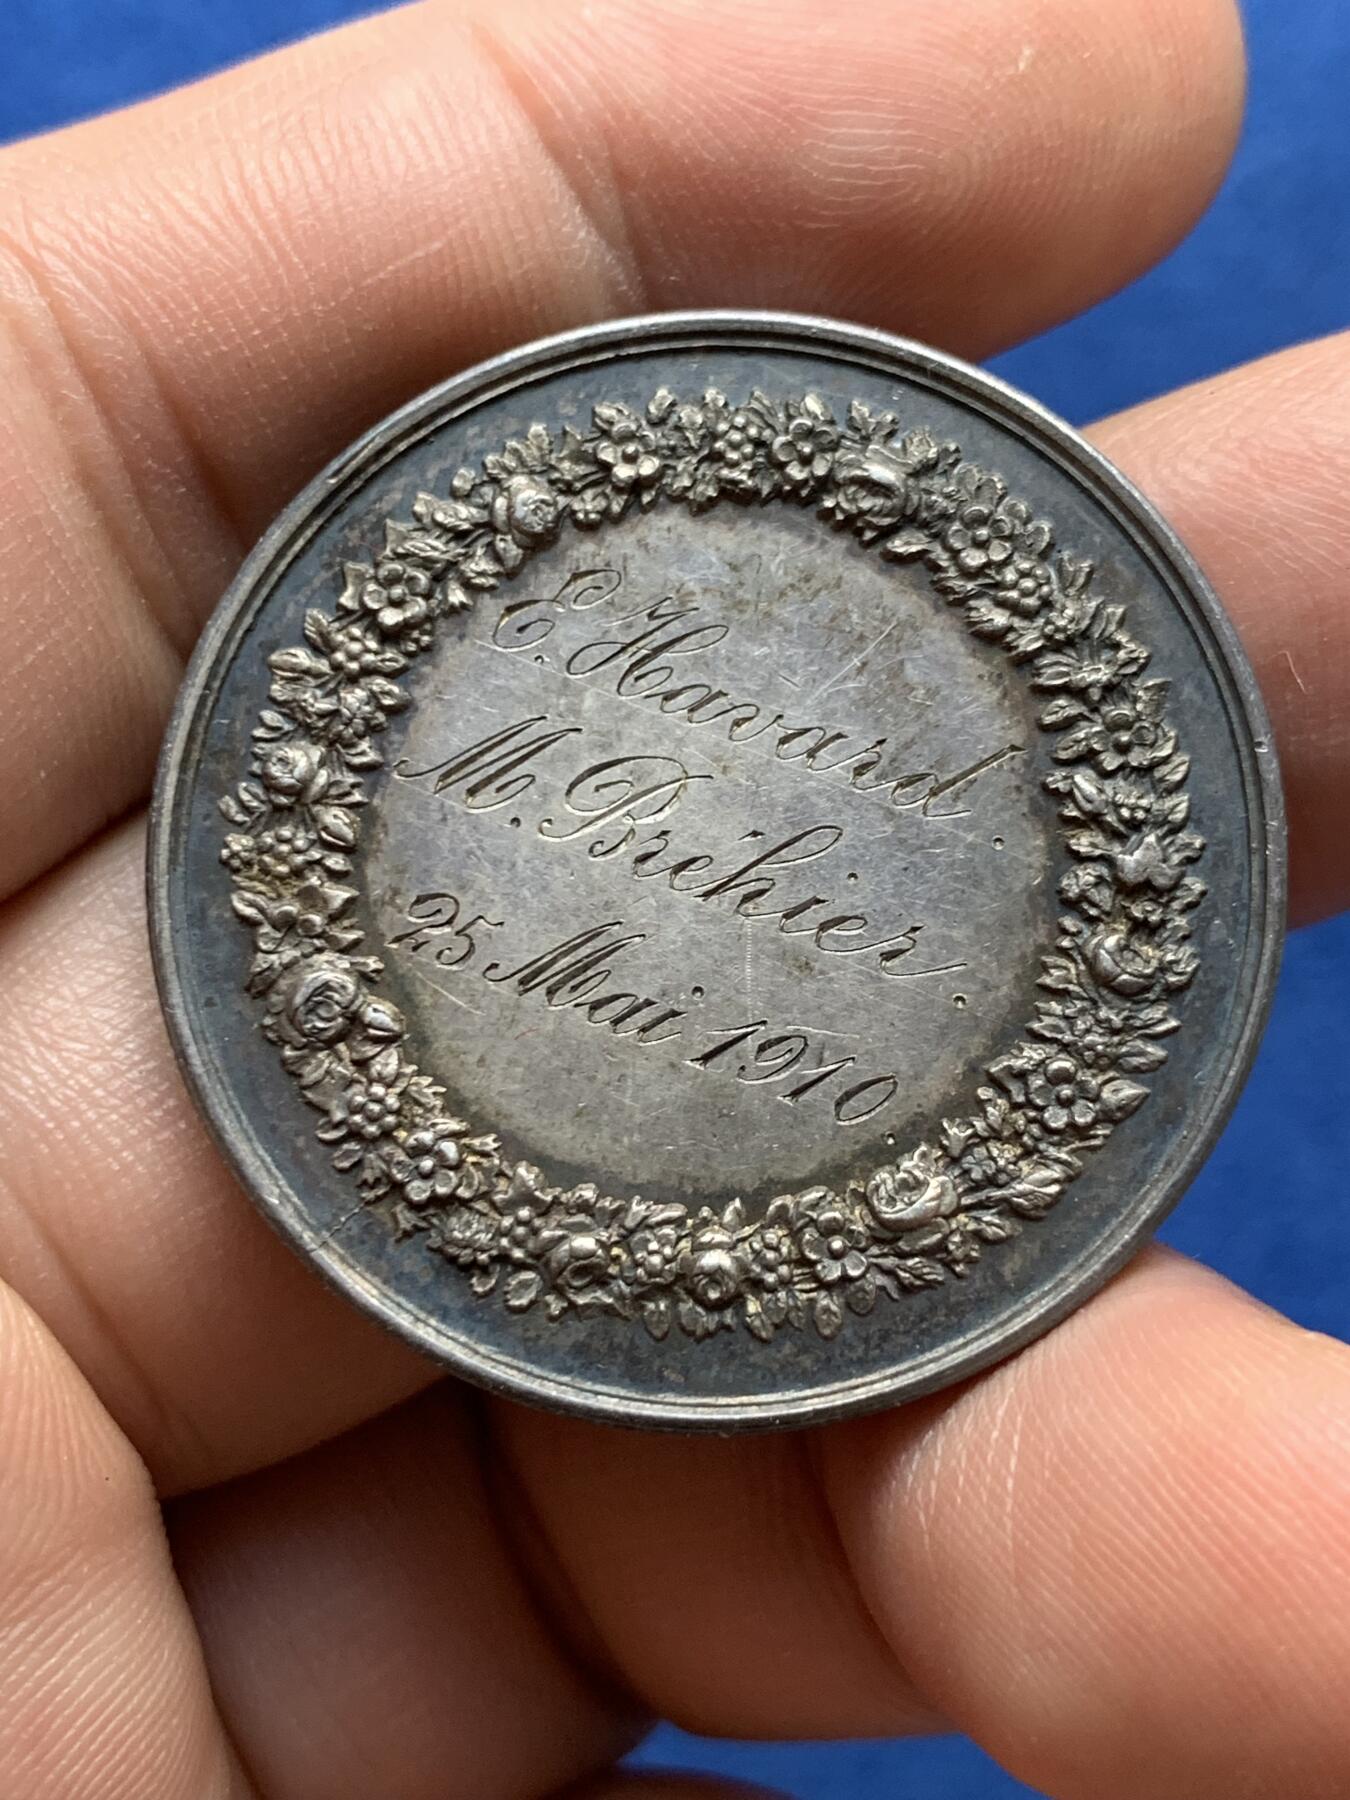 E. Havard.
M. Bréhier.
25 Mai 1910